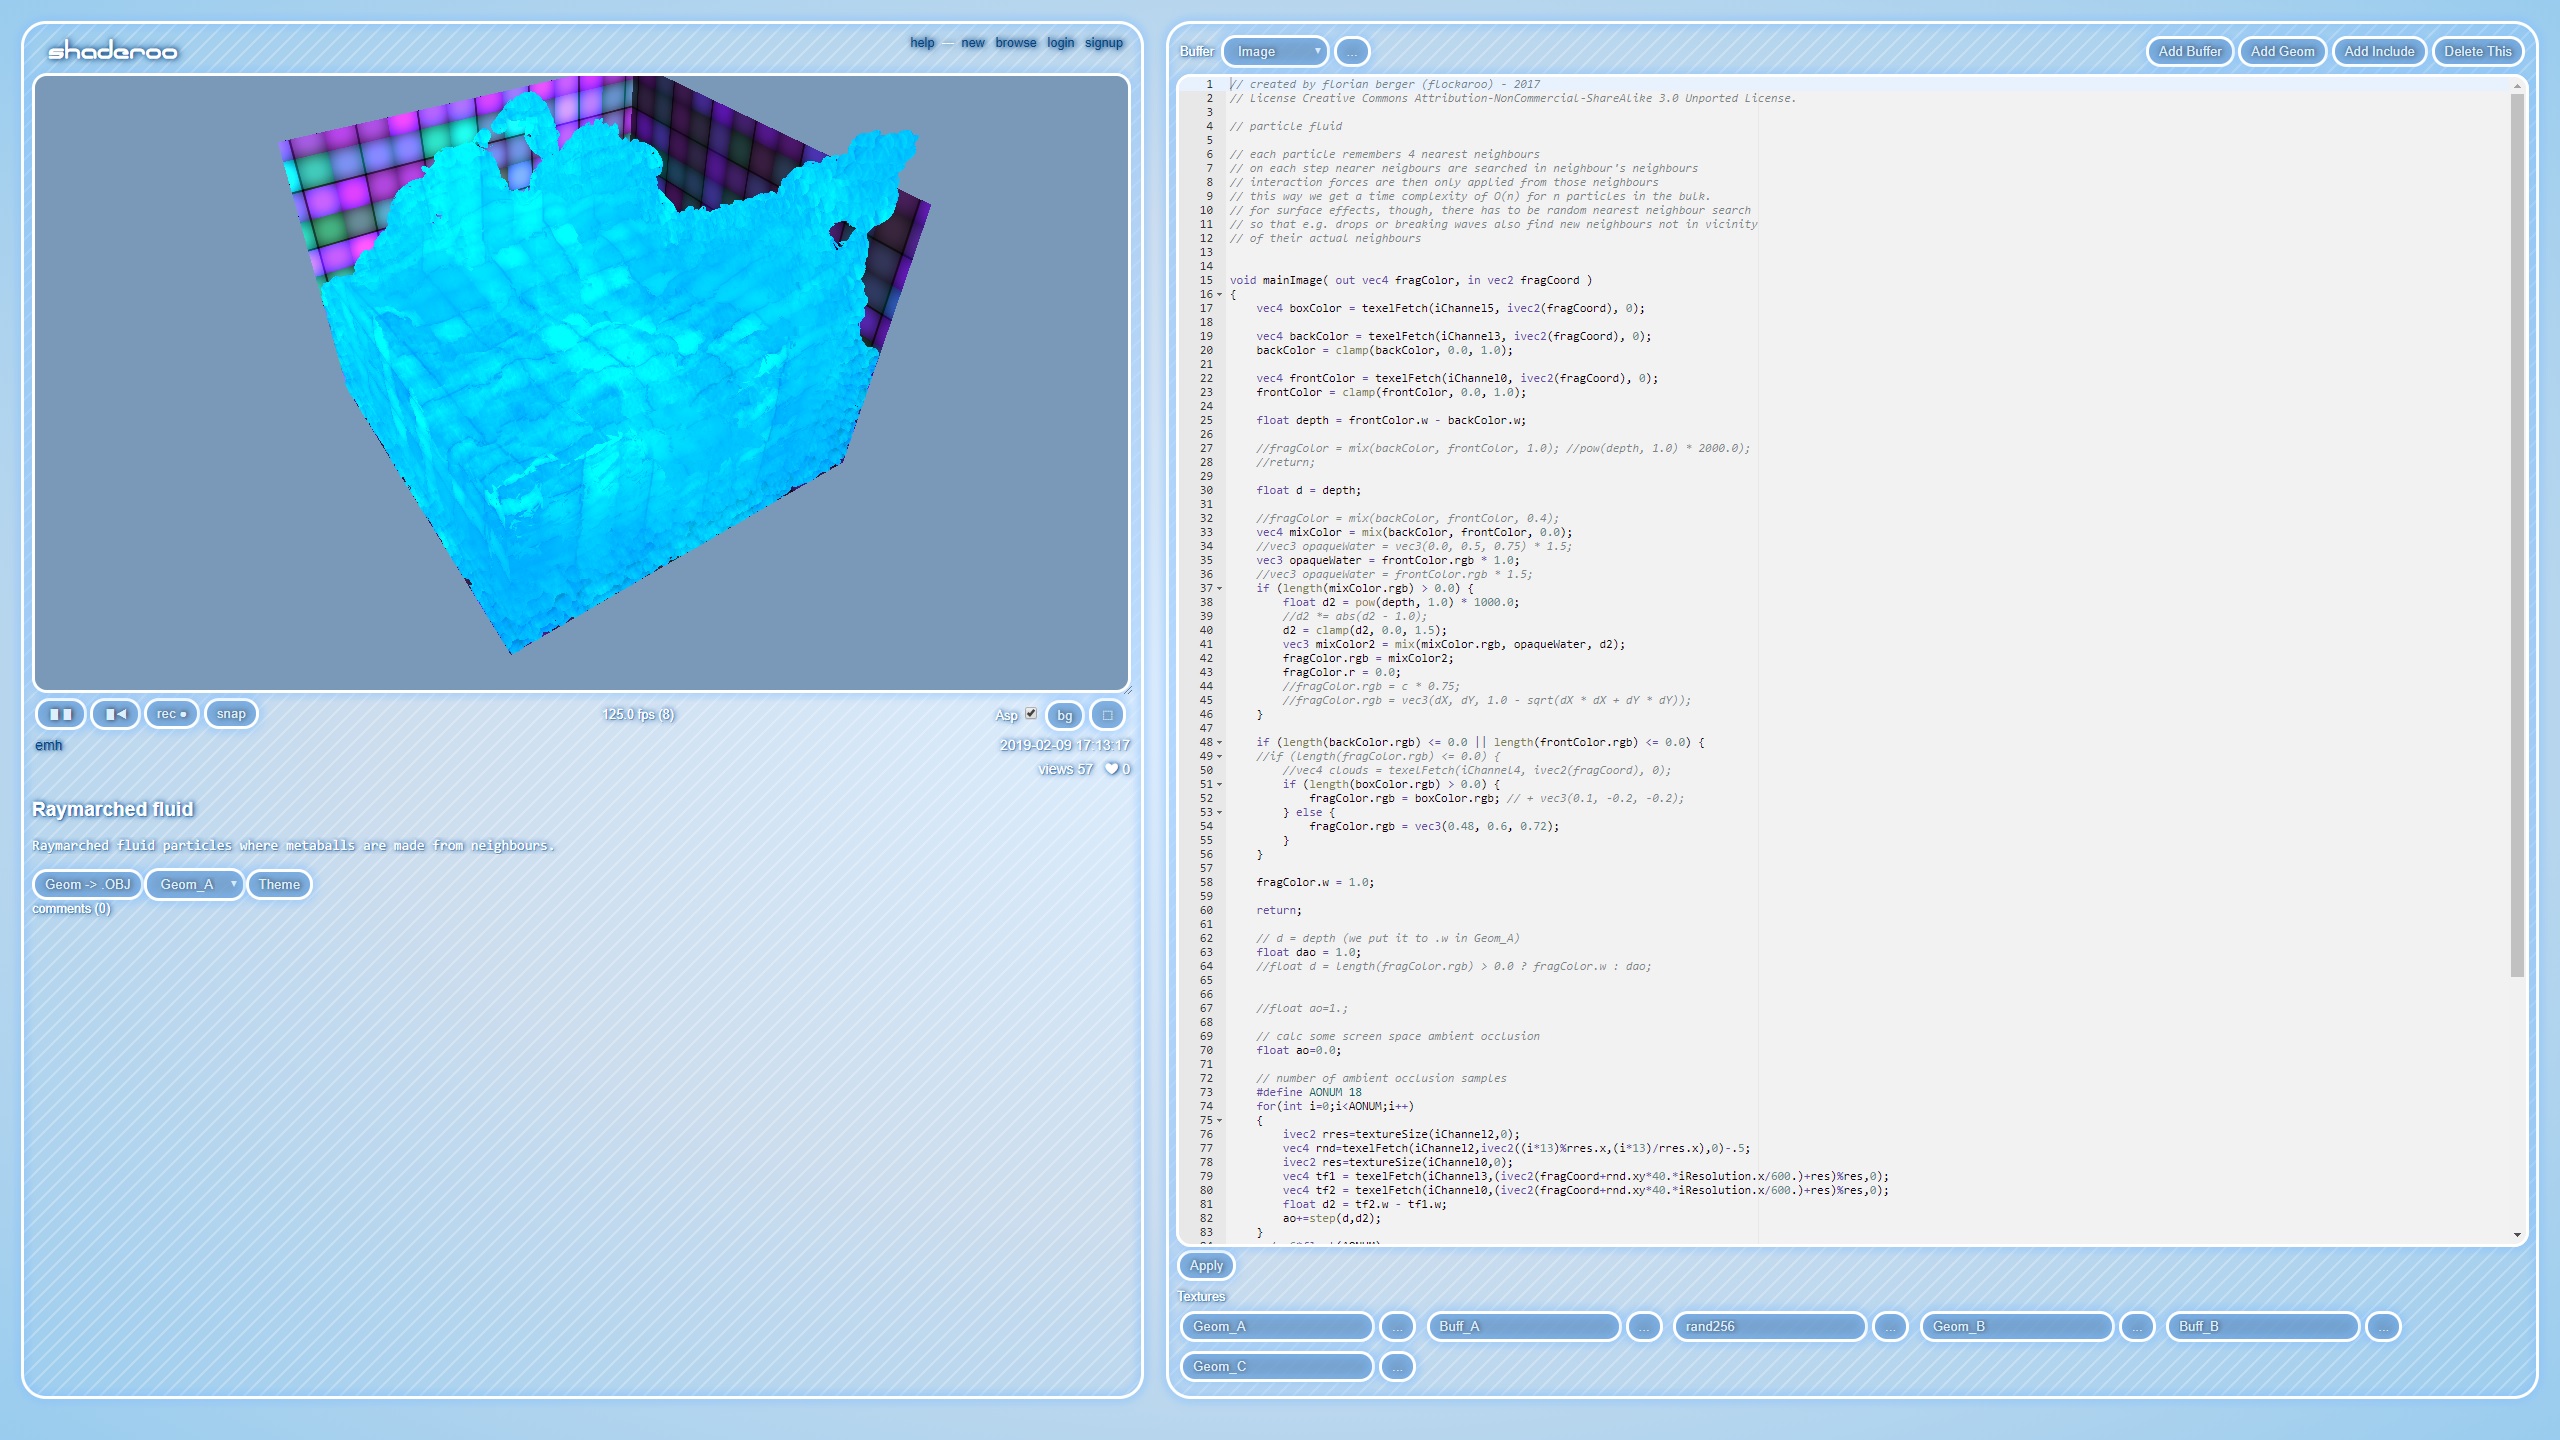 shaderoo
help — new browse login signup
125.0 fps (8)
rec ● snap
Asp bg
emh
2019-02-09 17:13:17
views 57 ♥ 0
Raymarched fluid
Raymarched fluid particles where metaballs are made from neighbours.
Geom -> .OBJ Geom_A Theme
comments (0)
Buffer Image ... Add Buffer Add Geom Add Include Delete This
1 // created by florian berger (flockaroo) - 2017
2 // License Creative Commons Attribution-NonCommercial-ShareAlike 3.0 Unported License.
3
4 // particle fluid
5
6 // each particle remembers 4 nearest neighbours
7 // on each step nearer neigbours are searched in neighbour's neighbours
8 // interaction forces are then only applied from those neighbours
9 // this way we get a time complexity of O(n) for n particles in the bulk.
10 // for surface effects, though, there has to be random nearest neighbour search
11 // so that e.g. drops or breaking waves also find new neighbours not in vicinity
12 // of their actual neighbours
13
14
15 void mainImage( out vec4 fragColor, in vec2 fragCoord )
16 {
17 vec4 boxColor = texelFetch(iChannel5, ivec2(fragCoord), 0);
18
19 vec4 backColor = texelFetch(iChannel3, ivec2(fragCoord), 0);
20 backColor = clamp(backColor, 0.0, 1.0);
21
22 vec4 frontColor = texelFetch(iChannel0, ivec2(fragCoord), 0);
23 frontColor = clamp(frontColor, 0.0, 1.0);
24
25 float depth = frontColor.w - backColor.w;
26
27 //fragColor = mix(backColor, frontColor, 1.0); //pow(depth, 1.0) * 2000.0);
28 //return;
29
30 float d = depth;
31
32 //fragColor = mix(backColor, frontColor, 0.4);
33 vec4 mixColor = mix(backColor, frontColor, 0.0);
34 //vec3 opaqueWater = vec3(0.0, 0.5, 0.75) * 1.5;
35 vec3 opaqueWater = frontColor.rgb * 1.0;
36 //vec3 opaqueWater = frontColor.rgb * 1.5;
37 if (length(mixColor.rgb) > 0.0) {
38 float d2 = pow(depth, 1.0) * 1000.0;
39 //d2 *= abs(d2 - 1.0);
40 d2 = clamp(d2, 0.0, 1.5);
41 vec3 mixColor2 = mix(mixColor.rgb, opaqueWater, d2);
42 fragColor.rgb = mixColor2;
43 fragColor.r = 0.0;
44 //fragColor.rgb = c * 0.75;
45 //fragColor.rgb = vec3(dX, dY, 1.0 - sqrt(dX * dX + dY * dY));
46 }
47
48 if (length(backColor.rgb) <= 0.0 || length(frontColor.rgb) <= 0.0) {
49 //if (length(fragColor.rgb) <= 0.0) {
50 //vec4 clouds = texelFetch(iChannel4, ivec2(fragCoord), 0);
51 if (length(boxColor.rgb) > 0.0) {
52 fragColor.rgb = boxColor.rgb; // + vec3(0.1, -0.2, -0.2);
53 } else {
54 fragColor.rgb = vec3(0.48, 0.6, 0.72);
55 }
56 }
57
58 fragColor.w = 1.0;
59
60 return;
61
62 // d = depth (we put it to .w in Geom_A)
63 float dao = 1.0;
64 //float d = length(fragColor.rgb) > 0.0 ? fragColor.w : dao;
65
66
67 //float ao=1.;
68
69 // calc some screen space ambient occlusion
70 float ao=0.0;
71
72 // number of ambient occlusion samples
73 #define AONUM 18
74 for(int i=0;i<AONUM;i++)
75 {
76 ivec2 rres=textureSize(iChannel2,0);
77 vec4 rnd=texelFetch(iChannel2,ivec2((i*13)%rres.x,(i*13)/rres.x),0)-.5;
78 ivec2 res=textureSize(iChannel0,0);
79 vec4 tf1 = texelFetch(iChannel3,(ivec2(fragCoord+rnd.xy*40.*iResolution.x/600.)+res)%res,0);
80 vec4 tf2 = texelFetch(iChannel0,(ivec2(fragCoord+rnd.xy*40.*iResolution.x/600.)+res)%res,0);
81 float d2 = tf2.w - tf1.w;
82 ao+=step(d,d2);
83 }
Apply
Textures
Geom_A ... Buff_A ... rand256 ... Geom_B ... Buff_B ...
Geom_C ...